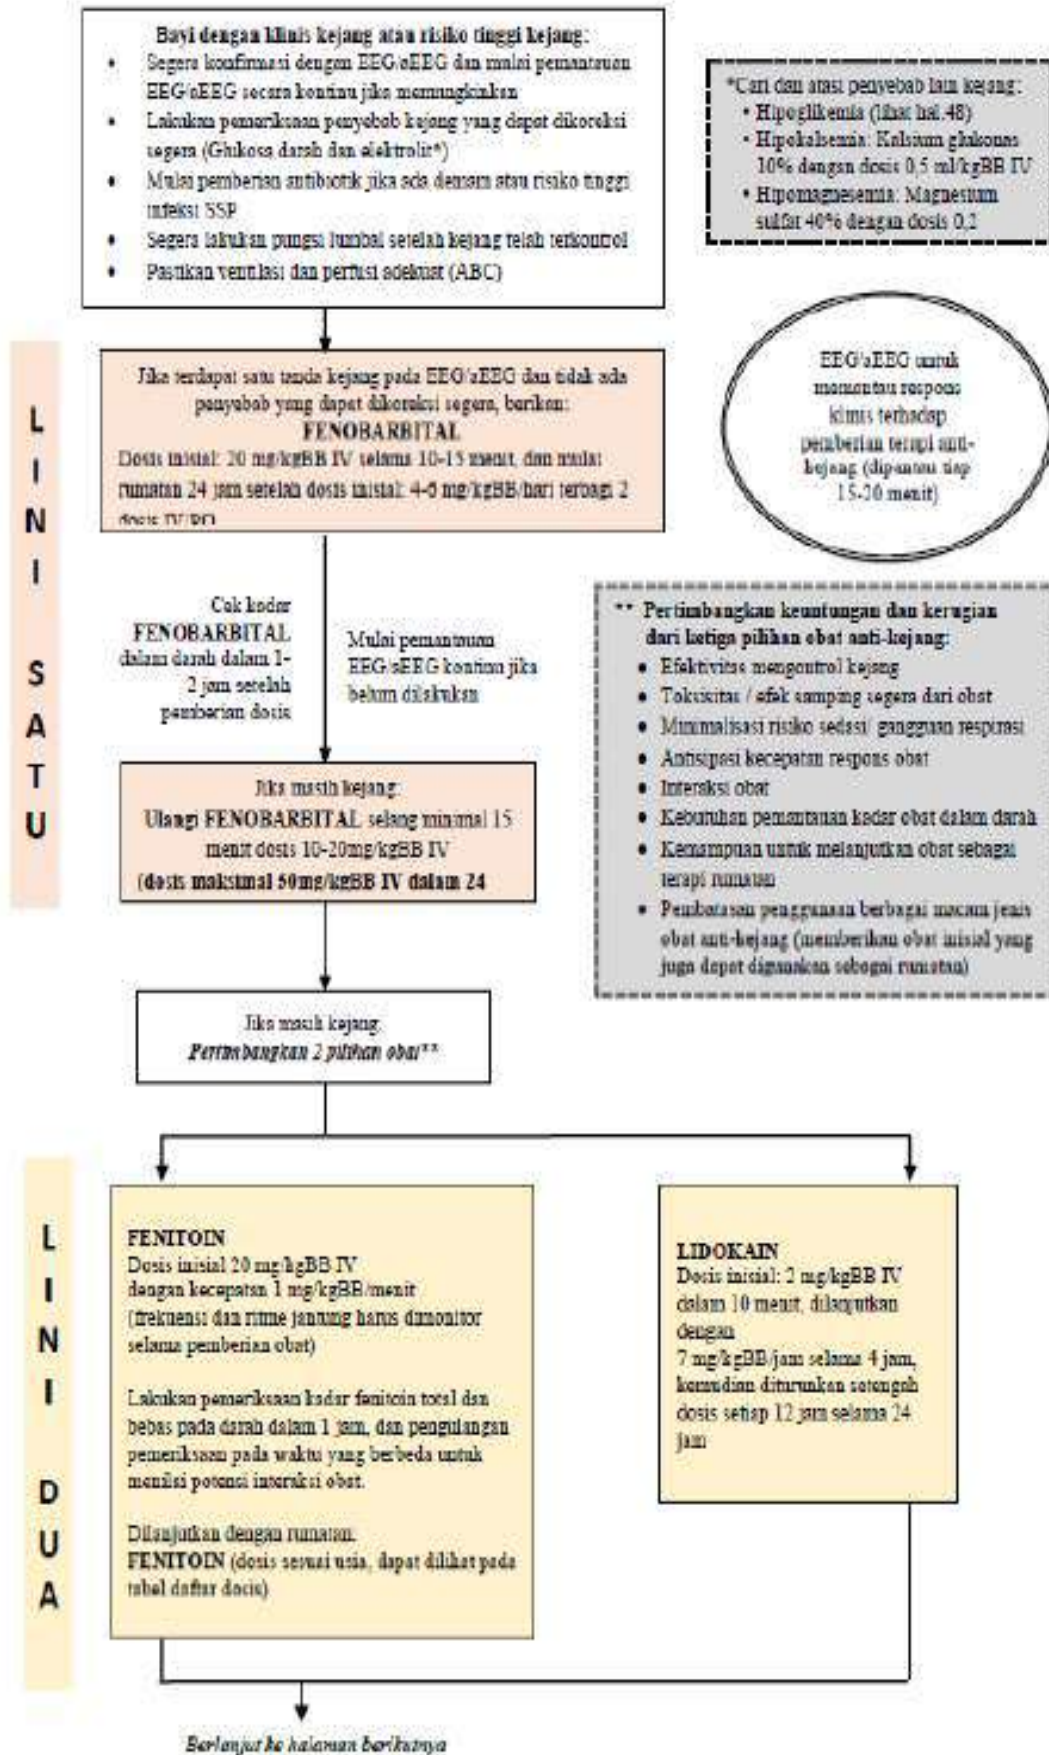 Bayi dengan klinis kejang atau risiko tinggi kejang:
• Segera konfirmasi dengan EEG/aEEG dan mulai pemantauan
EEG/aEEG secara kontinu jika memungkinkan
• Lakukan pemeriksaan penyebab kejang yang dapat dikoreksi
segera (Glukosa darah dan elektrolit*)
• Mulai pemberian antibiotik jika ada demam atau risiko tinggi
infeksi SSP
• Segera lakukan pungsi lumbal setelah kejang telah terkontrol
• Pastikan ventilasi dan perfusi adekuat (ABC)
*Cari dan atasi penyebab lain kejang:
• Hipoglikemia (lihat hal.48)
• Hipokalsemia: Kalsium glukonas
10% dengan dosis 0,5 ml/kgBB IV
• Hipomagnesemia: Magnesium
sulfat 40% dengan dosis 0,2
LINI SATU
Jika terdapat satu tanda kejang pada EEG/aEEG dan tidak ada
penyebab yang dapat dikoreksi segera, berikan:
FENOBARBITAL
Dosis inisial: 20 mg/kgBB IV selama 10-15 menit, dan mulai
rumatan 24 jam setelah dosis inisial: mg/kgBB/hari terbagi 2
dosis IV/PO
EEG/aEEG untuk
memantau respons
klinis terhadap
pemberian terapi anti-
kejang (dipantau tiap
15-20 menit)
Cek kadar
FENOBARBITAL
dalam darah dalam 1-
2 jam setelah
pemberian dosis
Mulai pemantauan
EEG/aEEG kontinu jika
belum dilakukan
** Pertimbangkan keuntungan dan kerugian
dari ketiga pilihan obat anti-kejang:
• Efektivitas mengontrol kejang
• Toksisitas / efek samping segera dari obat
• Minimalisasi risiko sedasi/ gangguan respirasi
• Antisipasi kecepatan respons obat
• Interaksi obat
• Kebutuhan pemantauan kadar obat dalam darah
• Kemampuan untuk melanjutkan obat sebagai
terapi rumatan
• Pembatasan penggunaan berbagai macam jenis
obat anti-kejang (memberikan obat inisial yang
juga dapat digunakan sebagai rumatan)
Jika masih kejang:
Ulangi FENOBARBITAL selang minimal 15
menit dosis 10-20mg/kgBB IV
(dosis maksimal 50mg/kgBB IV dalam 24
Jika masih kejang:
Pertimbangkan 2 pilihan obat**
LINI DUA
FENITOIN
Dosis inisial 20 mg/kgBB IV
dengan kecepatan 1 mg/kgBB/menit
(frekuensi dan ritme jantung harus dimonitor
selama pemberian obat)
Lakukan pemeriksaan kadar fenitoin total dan
bebas pada darah dalam 1 jam, dan pengulangan
pemeriksaan pada waktu yang berbeda untuk
menilai potensi interaksi obat.
Dilanjutkan dengan rumatan:
FENITOIN (dosis sesuai usia, dapat dilihat pada
tabel daftar dosis)
LIDOKAIN
Dosis inisial: 2 mg/kgBB IV
dalam 10 menit, dilanjutkan
dengan
7 mg/kgBB/jam selama 4 jam,
kemudian diturunkan setengah
dosis setiap 12 jam selama 24
jam
Berlanjut ke halaman berikutnya